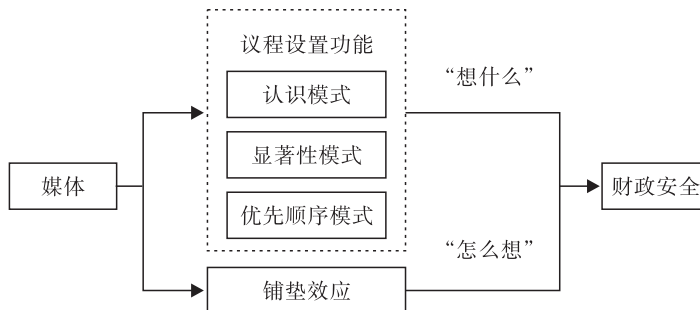 议程设置功能
认识模式
显著性模式
优先顺序模式
媒体
“想什么”
财政安全
“怎么想”
铺垫效应